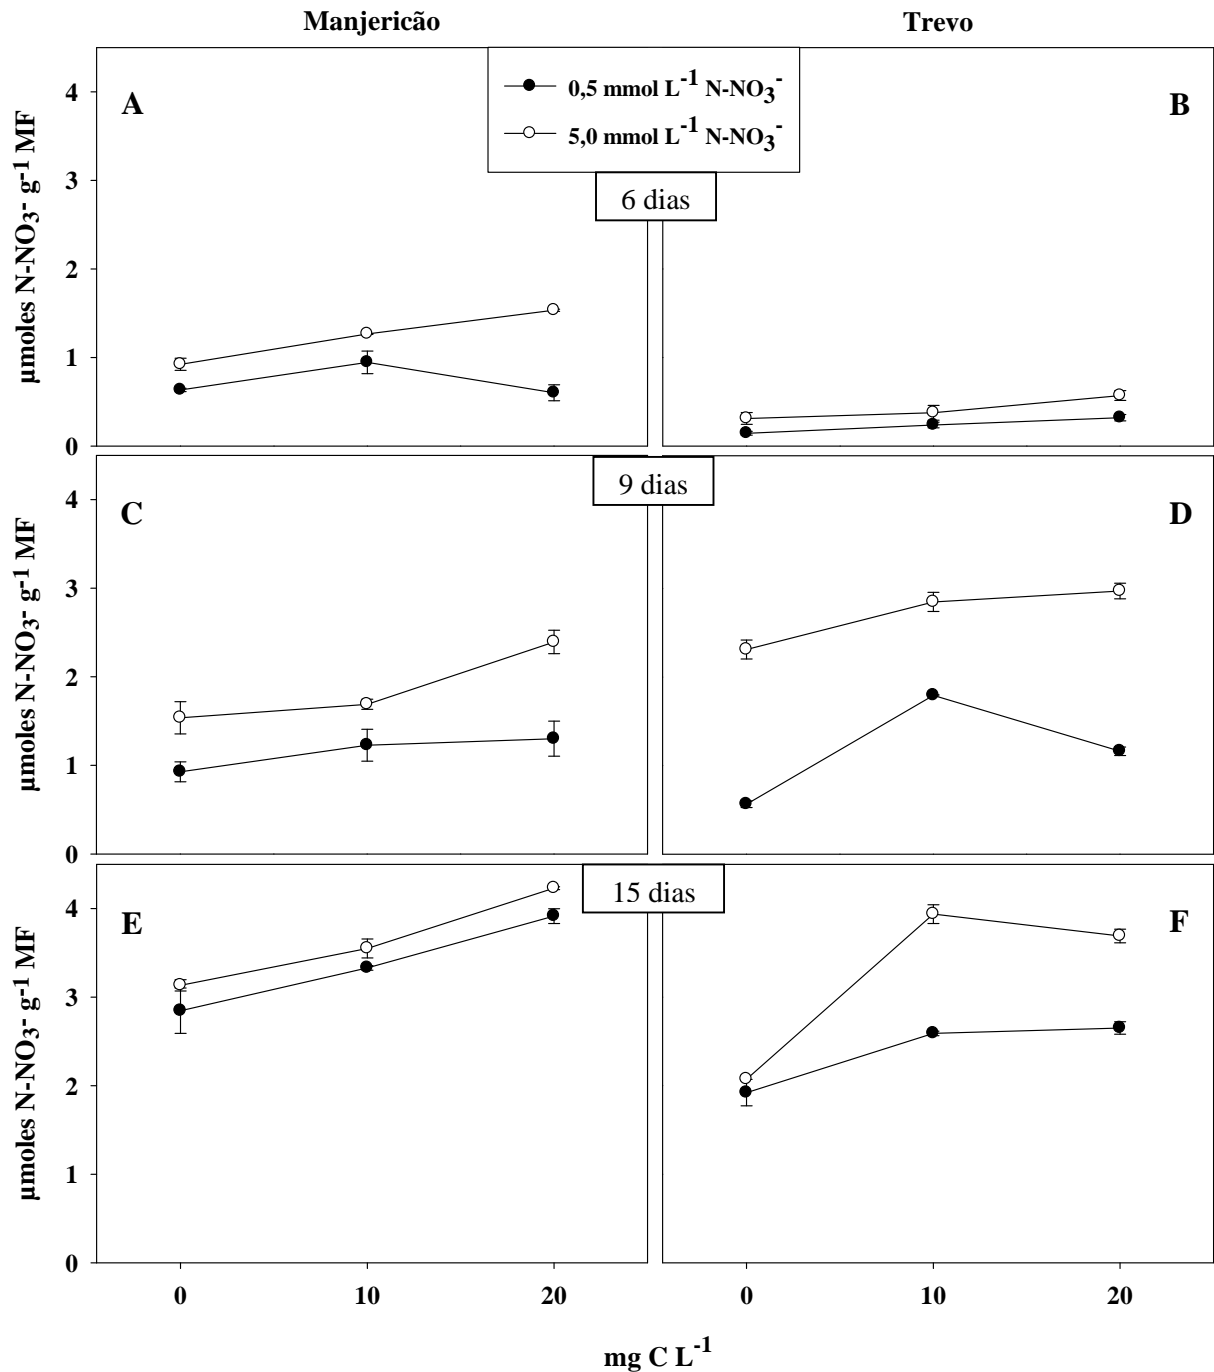 Manjericão
Trevo
0,5 mmol L⁻¹ N-NO₃⁻
5,0 mmol L⁻¹ N-NO₃⁻
A
B
6 dias
µmoles N-NO₃- g⁻¹ MF
4
3
2
1
0
9 dias
C
D
µmoles N-NO₃- g⁻¹ MF
4
3
2
1
0
15 dias
E
F
µmoles N-NO₃- g⁻¹ MF
4
3
2
1
0
0 10 20
0 10 20
mg C L⁻¹